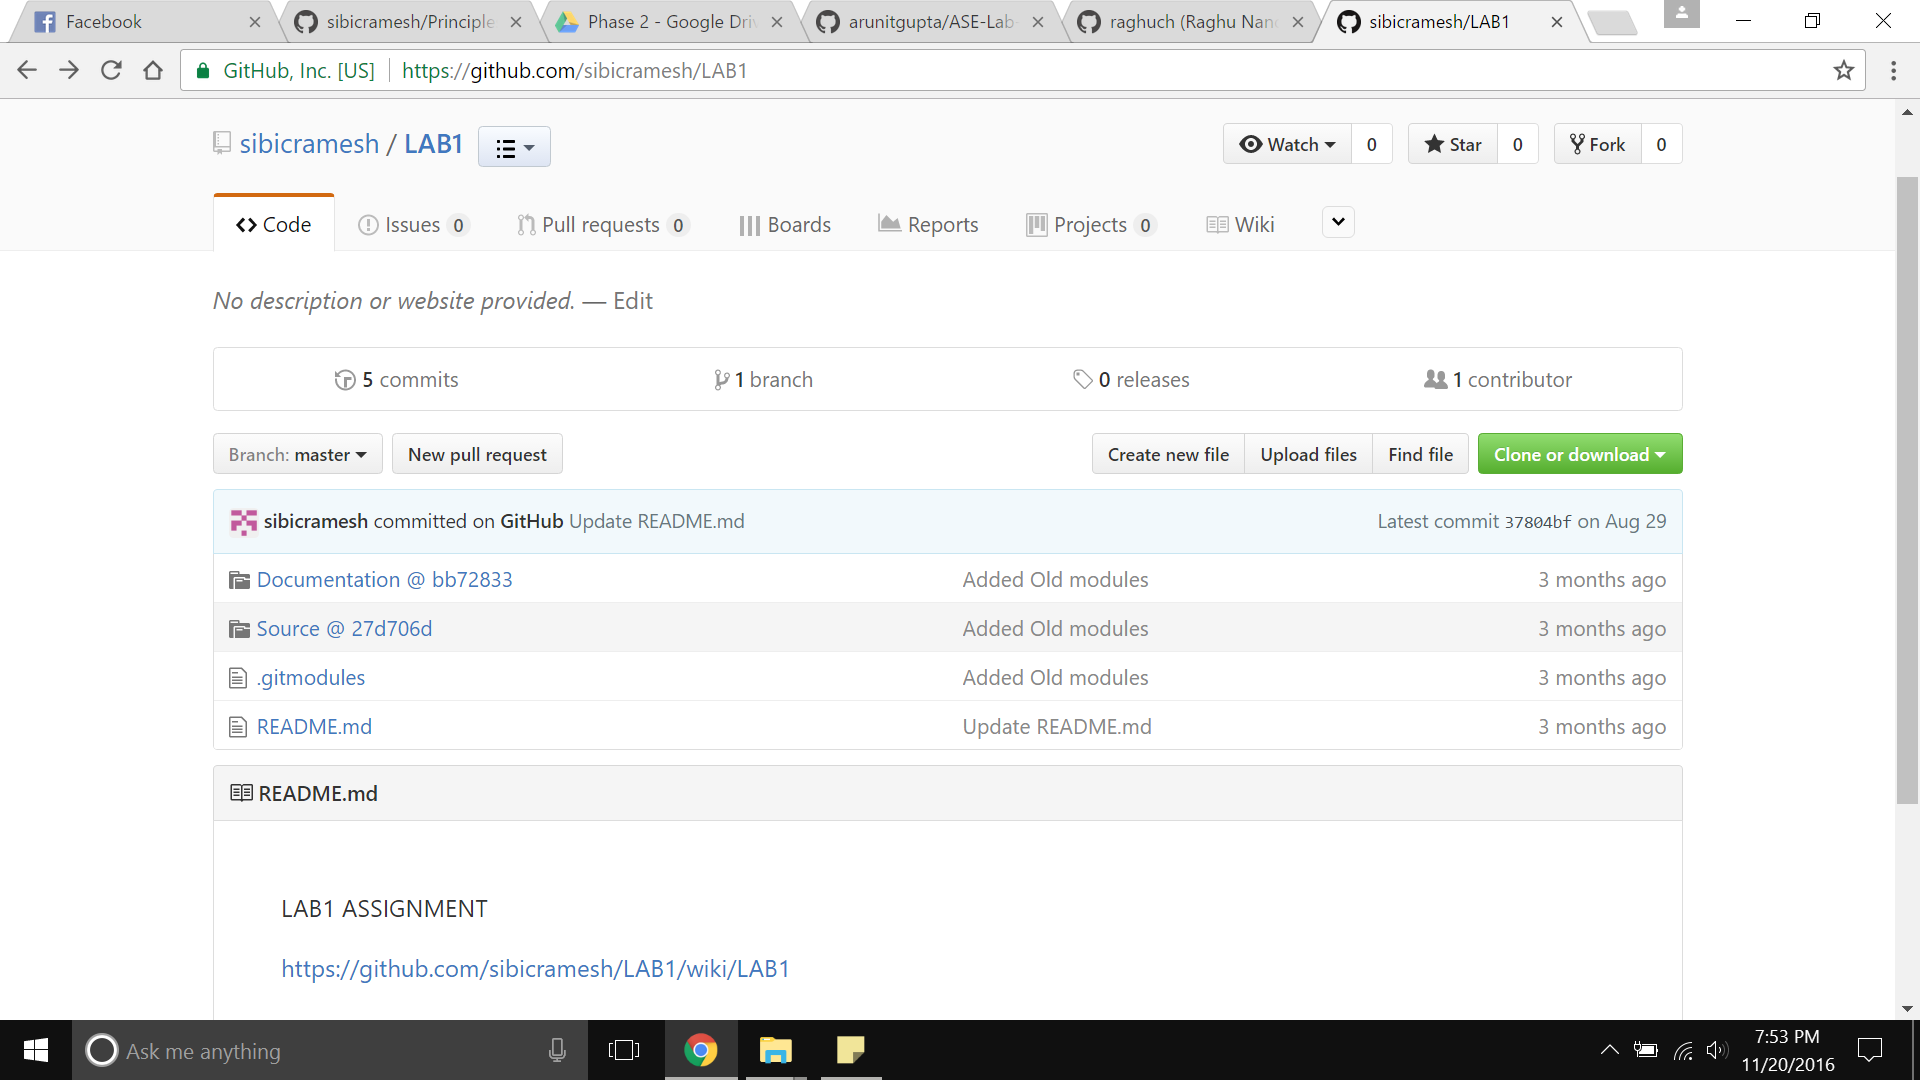 Facebook
sibicramesh/Principle
Phase 2 - Google Driv
arunitgupta/ASE-Lab-
raghuch (Raghu Nan
sibicramesh/LAB1
GitHub, Inc. [US] https://github.com/sibicramesh/LAB1
sibicramesh / LAB1
Watch 0 Star 0 Fork 0
Code Issues 0 Pull requests 0 Boards Reports Projects 0 Wiki
No description or website provided. — Edit
5 commits 1 branch 0 releases 1 contributor
Branch: master New pull request Create new file Upload files Find file Clone or download
sibicramesh committed on GitHub Update README.md Latest commit 37804bf on Aug 29
Documentation @ bb72833 Added Old modules 3 months ago
Source @ 27d706d Added Old modules 3 months ago
.gitmodules Added Old modules 3 months ago
README.md Update README.md 3 months ago
README.md
LAB1 ASSIGNMENT
https://github.com/sibicramesh/LAB1/wiki/LAB1
Ask me anything
7:53 PM
11/20/2016